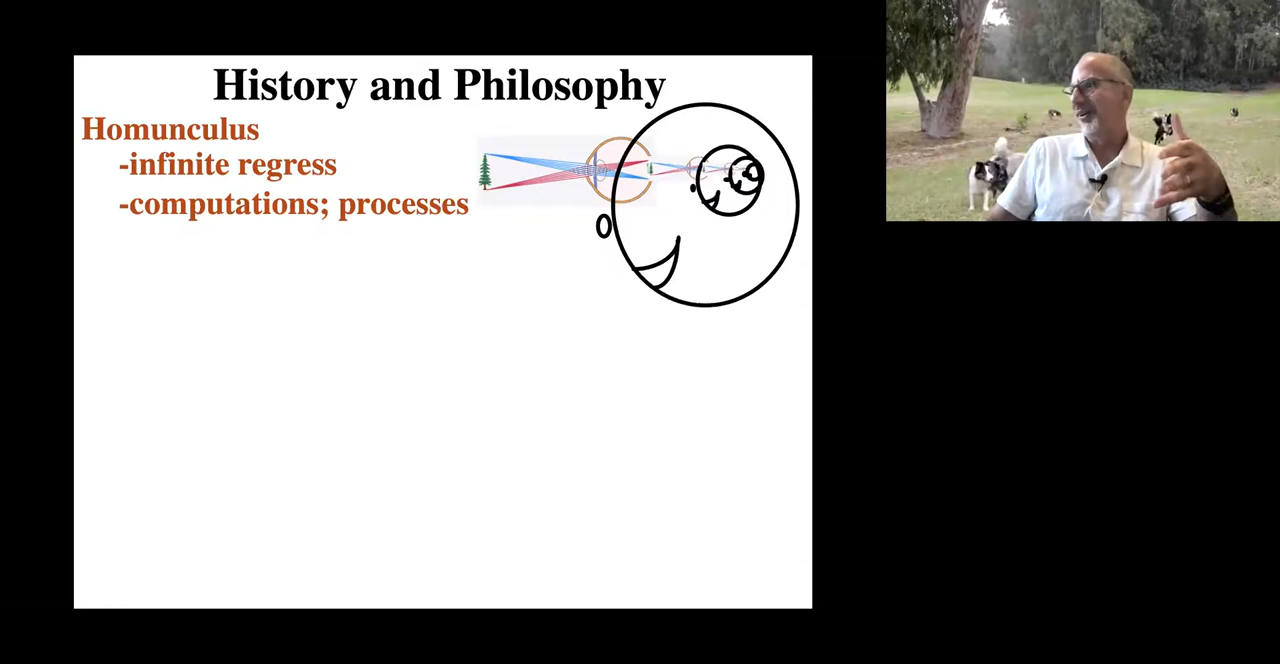 History and Philosophy
Homunculus
-infinite regress
-computations; processes